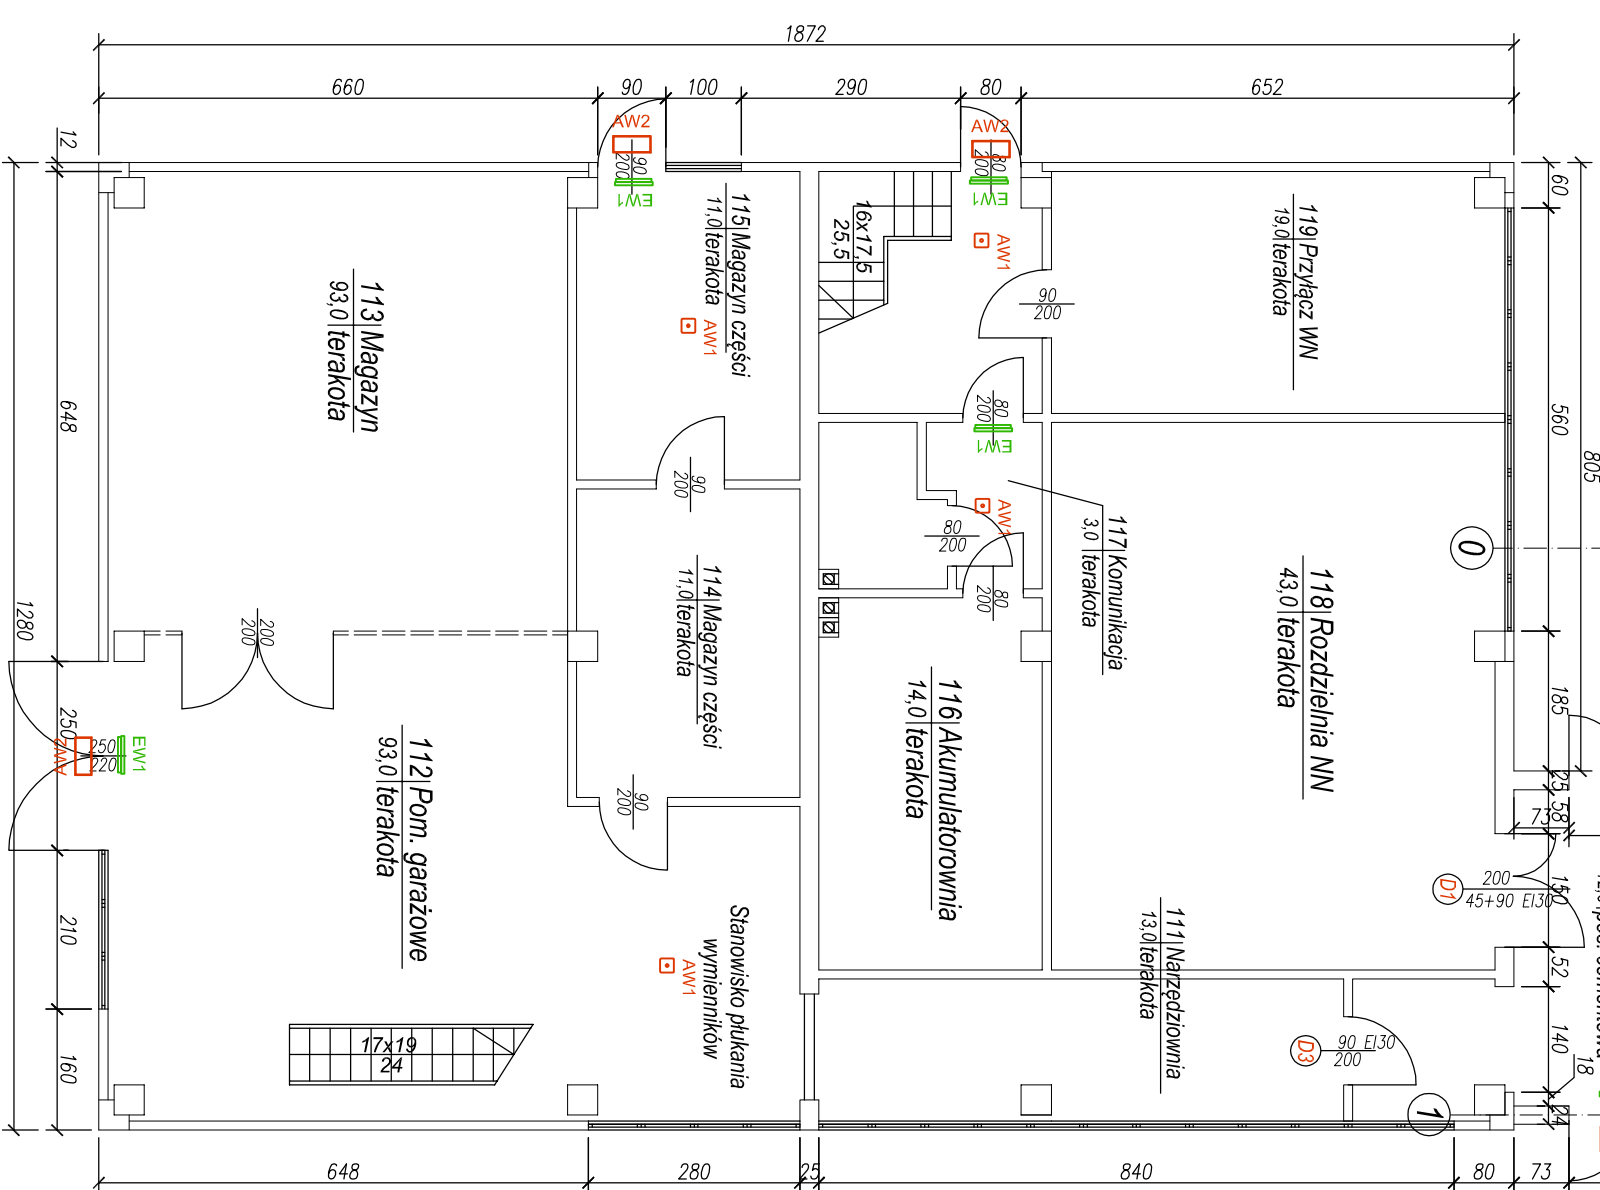 1872
660
90
100
290
80
652
12
648
1280
250
210
160
AW2
90
200
EW1
AW2
80
200
EW1
60
560
805
185
25
58
73
150
52
140
18
24
115 Magazyn części
11,0 terakota
AW1
16x17,5
25,5
AW1
90
200
119 Przyłącz WN
19,0 terakota
113 Magazyn
93,0 terakota
80
200
EW1
90
200
AW1
80
200
80
200
117 Komunikacja
3,0 terakota
0
118 Rozdzielnia NN
43,0 terakota
114 Magazyn części
11,0 terakota
200
200
116 Akumulatorownia
14,0 terakota
250
220
AW2
EW1
112 Pom. garażowe
93,0 terakota
90
200
D1
200
45+90 EI30
Stanowisko płukania
wymienników
AW1
111 Narzędziownia
13,0 terakota
17x19
24
D3
90 EI30
200
1
648
280
25
840
80
73